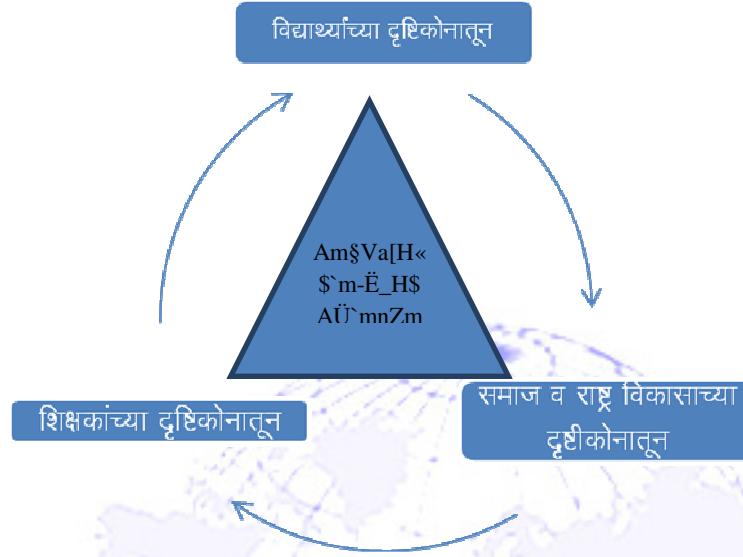 विद्यार्थ्यांच्या दृष्टिकोनातून
Am§Va[H«
$`m-Ë_H$
AÜ`mnZm
शिक्षकांच्या दृष्टिकोनातून
समाज व राष्ट्र विकासाच्या
दृष्टीकोनातून